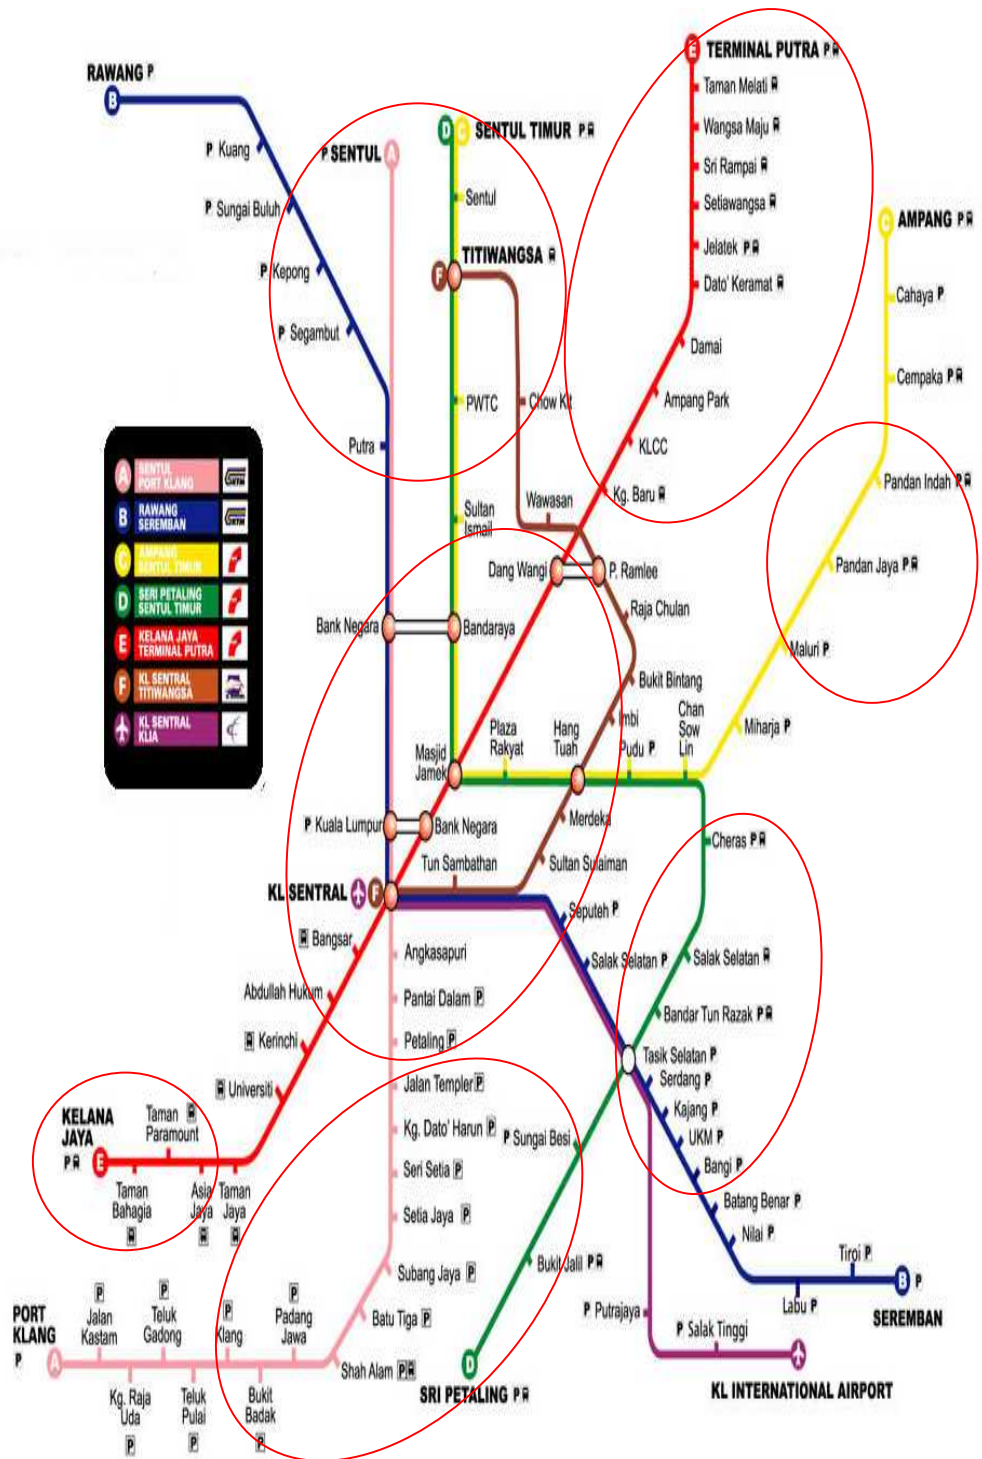 RAWANG P
B
P Kuang
P Sungai Buluh
P Kepong
P Segambut
Putra
P SENTUL A
D C SENTUL TIMUR P
Sentul
TITIWANGSA
F
PWTC
Chow Kit
Sultan
Ismail
Wawasan
E TERMINAL PUTRA P
Taman Melati
Wangsa Maju
Sri Rampai
Setiawangsa
Jelatek P
Dato' Keramat
Damai
Ampang Park
KLCC
Kg. Baru
C AMPANG P
Cahaya P
Cempaka P
Pandan Indah P
Pandan Jaya P
Maluri P
Miharja P
A SENTUL
PORT KLANG
B RAWANG
SEREMBAN
C AMPANG
SENTUL TIMUR
D SERI PETALING
SENTUL TIMUR
E KELANA JAYA
TERMINAL PUTRA
F KL SENTRAL
TITIWANGSA
KL SENTRAL
KLIA
Dang Wangi
P. Ramlee
Raja Chulan
Bank Negara
Bandaraya
Bukit Bintang
Imbi
Masjid
Jamek
Plaza
Rakyat
Hang
Tuah
Pudu P
Chan
Sow
Lin
Merdeka
P Kuala Lumpur
Bank Negara
Tun Sambathan
Sultan Sulaiman
Cheras P
KL SENTRAL F
Seputeh P
Bangsar
Angkasapuri
Salak Selatan P
Salak Selatan
Abdullah Hukum
Pantai Dalam P
Bandar Tun Razak P
Kerinchi
Petaling P
Tasik Selatan P
Universiti
Jalan Templer P
Serdang P
KELANA
JAYA
P
E
Taman
Paramount
Taman
Bahagia
Asia
Jaya
Taman
Jaya
Kg. Dato' Harun P
P Sungai Besi
Kajang P
UKM P
Seri Setia P
Bangi P
Setia Jaya P
Batang Benar P
Nilai P
Subang Jaya P
Bukit Jalil P
Tiroi P
B P
SEREMBAN
Labu P
Batu Tiga P
P Putrajaya
P Salak Tinggi
PORT
KLANG
P
A
P
Jalan
Kastam
P
Teluk
Gadong
P
Klang
P
Padang
Jawa
Shah Alam P
Kg. Raja
Uda
P
Teluk
Pulai
P
Bukit
Badak
P
D
SRI PETALING P
KL INTERNATIONAL AIRPORT